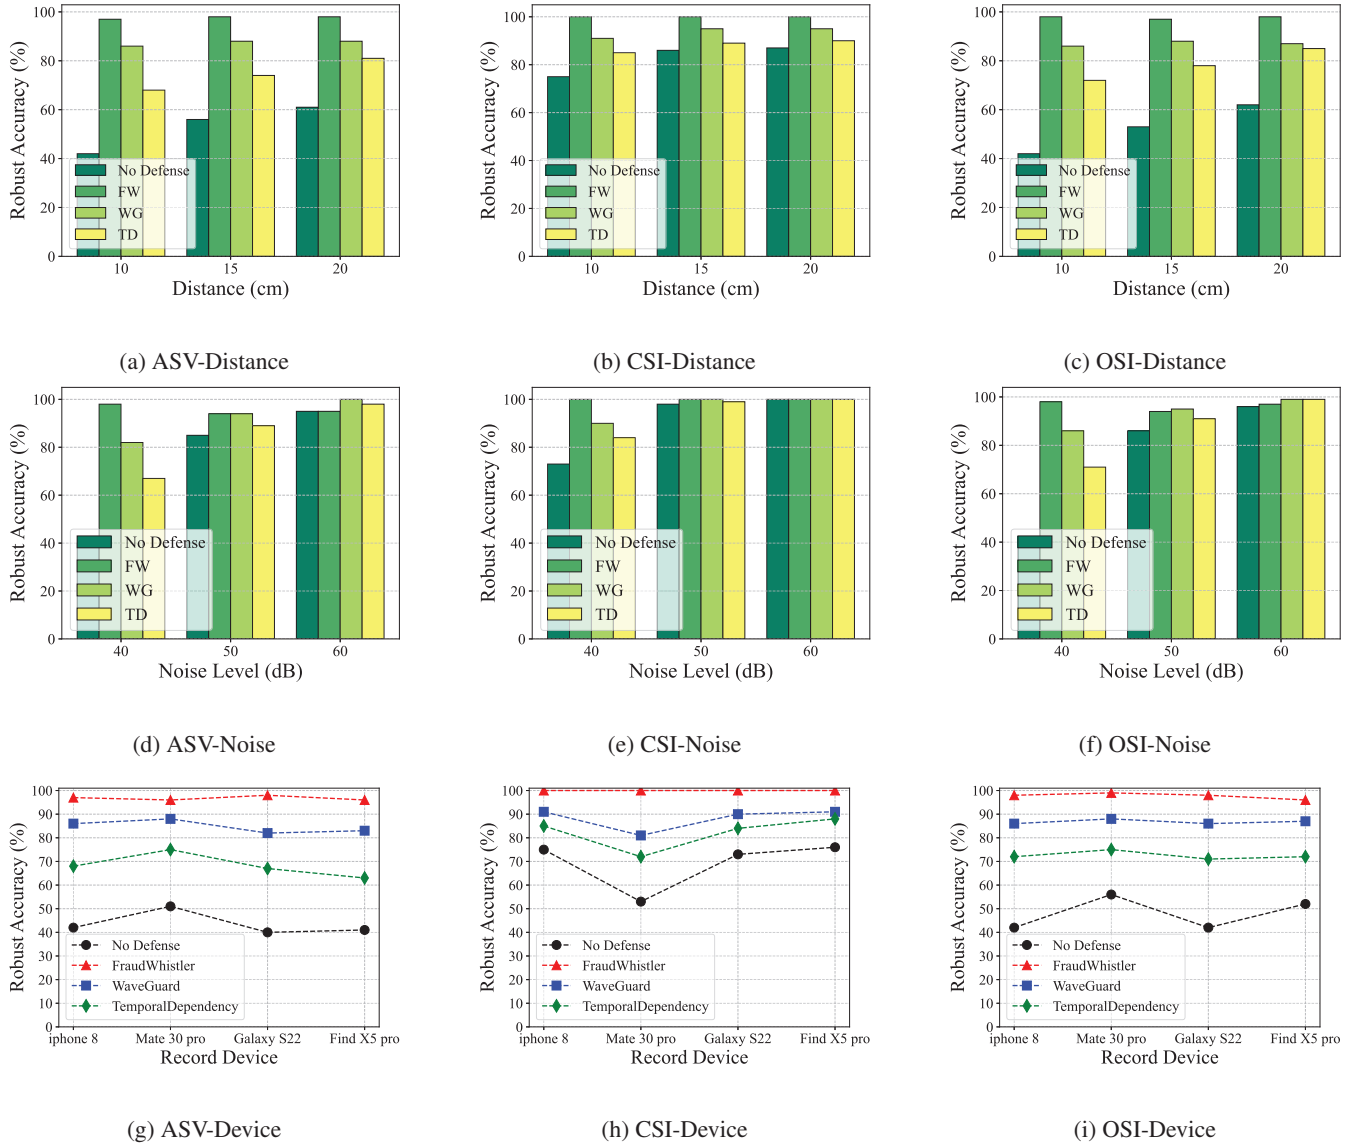 Robust Accuracy (%)
100
80
60
40
20
0
No Defense
FW
WG
TD
10 15 20
Distance (cm)
(a) ASV-Distance
Robust Accuracy (%)
100
80
60
40
20
0
No Defense
FW
WG
TD
10 15 20
Distance (cm)
(b) CSI-Distance
Robust Accuracy (%)
100
80
60
40
20
0
No Defense
FW
WG
TD
10 15 20
Distance (cm)
(c) OSI-Distance
Robust Accuracy (%)
100
80
60
40
20
0
No Defense
FW
WG
TD
40 50 60
Noise Level (dB)
(d) ASV-Noise
Robust Accuracy (%)
100
80
60
40
20
0
No Defense
FW
WG
TD
40 50 60
Noise Level (dB)
(e) CSI-Noise
Robust Accuracy (%)
100
80
60
40
20
0
No Defense
FW
WG
TD
40 50 60
Noise Level (dB)
(f) OSI-Noise
Robust Accuracy (%)
100
90
80
70
60
50
40
30
20
10
0
No Defense
FraudWhistler
WaveGuard
TemporalDependency
iphone 8 Mate 30 pro Galaxy S22 Find X5 pro
Record Device
(g) ASV-Device
Robust Accuracy (%)
100
90
80
70
60
50
40
30
20
10
0
No Defense
FraudWhistler
WaveGuard
TemporalDependency
iphone 8 Mate 30 pro Galaxy S22 Find X5 pro
Record Device
(h) CSI-Device
Robust Accuracy (%)
100
90
80
70
60
50
40
30
20
10
0
No Defense
FraudWhistler
WaveGuard
TemporalDependency
iphone 8 Mate 30 pro Galaxy S22 Find X5 pro
Record Device
(i) OSI-Device